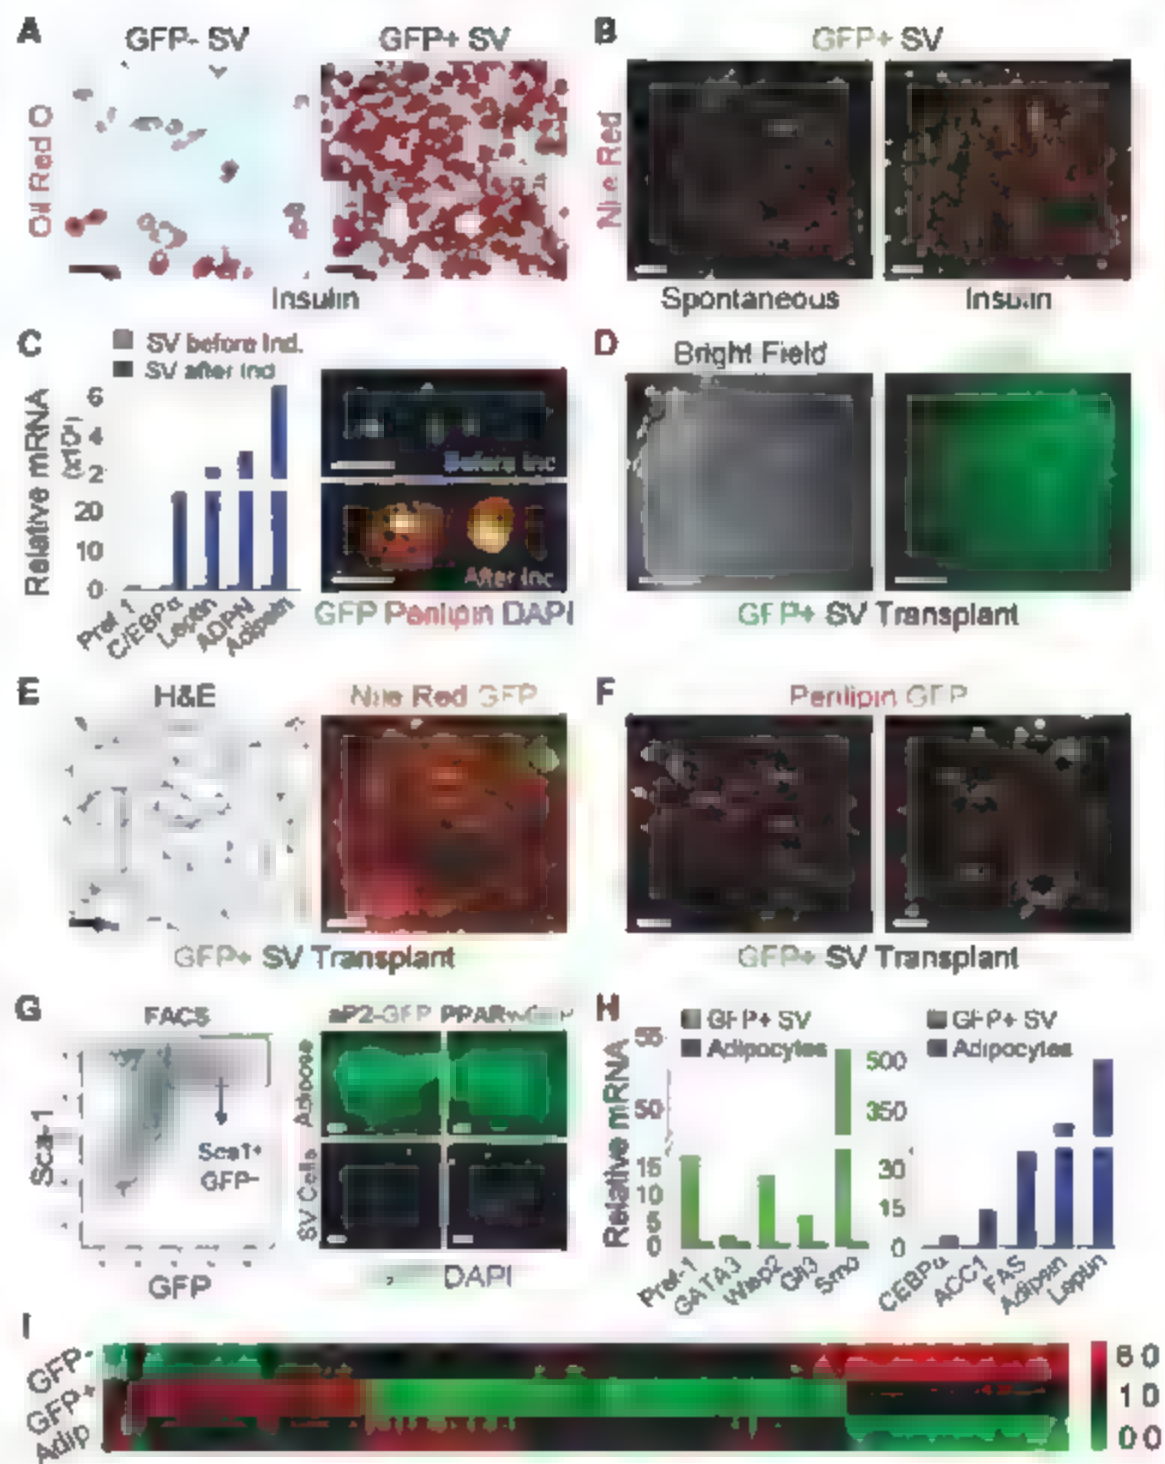 A
GFP- SV
GFP+ SV
Oil Red O
Insulin
B
GFP+ SV
Red
Spontaneous
Insulin
C
SV before Ind.
SV after Ind
Relative mRNA
6
4
2
20
10
0
Pref 1
C/EBPα
Leptin
ADPN
Adipsin
Before Inc
After Inc
GFP Perilipin DAPI
D
Bright Field
GFP+ SV Transplant
E
H&E
Nile Red GFP
GFP+ SV Transplant
F
Perilipin GFP
GFP+ SV Transplant
G
FACS
Sca-1
Sca1+
GFP-
GFP
aP2-GFP
Adipose
SV Cells
DAPI
H
GFP+ SV
Adipocytes
Relative mRNA
50
15
10
5
0
Pref-1
GATA3
Wisp2
Gli3
Smo
GFP+ SV
Adipocytes
500
350
30
15
0
CEBPα
ACC1
FAS
Adipsin
Leptin
I
GFP-
GFP+
Adip
6 0
1 0
0 0